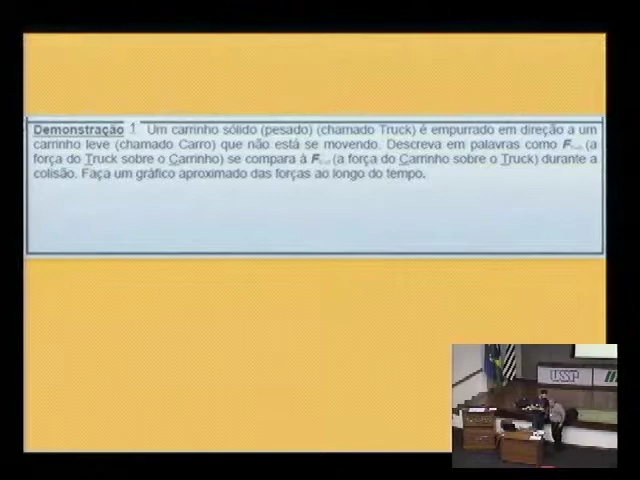 Demonstração 1 Um carrinho sólido (pesado) (chamado Truck) é empurrado em direção a um
carrinho leve (chamado Carro) que não está se movendo. Descreva em palavras como F (a
força do Truck sobre o Carrinho) se compara à F (a força do Carrinho sobre o Truck) durante a
colisão. Faça um gráfico aproximado das forças ao longo do tempo.
USP